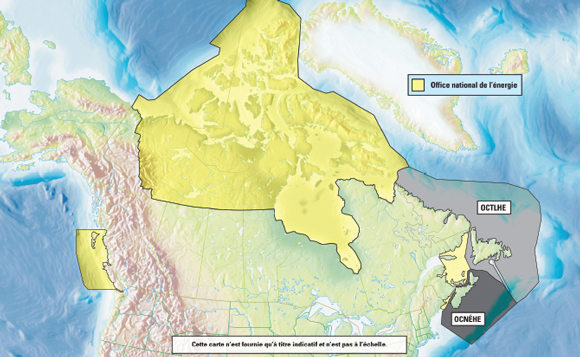 Office national de l'énergie
OCTLHE
OCNÉHE
Cette carte n'est fournie qu'à titre indicatif et n'est pas à l'échelle.